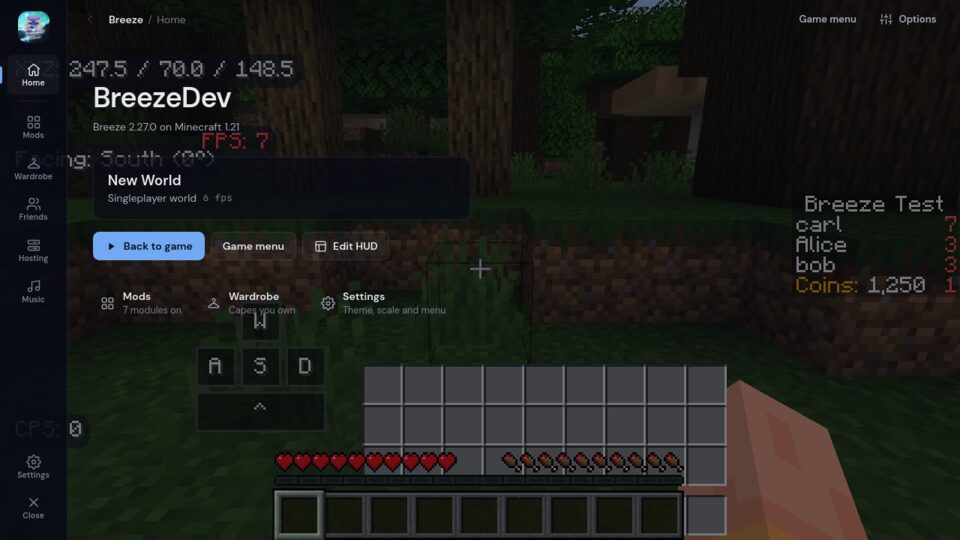 Breeze / Home
Game menu
Options
XYZ: 247.5 / 70.0 / 148.5
Home
BreezeDev
Breeze 2.27.0 on Minecraft 1.21
FPS: 7
Mods
Facing: South (0°)
Wardrobe
New World
Singleplayer world 6 fps
Friends
Breeze Test
carl 7
Alice 3
bob 3
Coins: 1,250 1
Hosting
Back to game
Game menu
Edit HUD
Music
Mods
7 modules on
Wardrobe
Capes you own
Settings
Theme, scale and menu
W
A S D
^
CPS: 0
Settings
Close